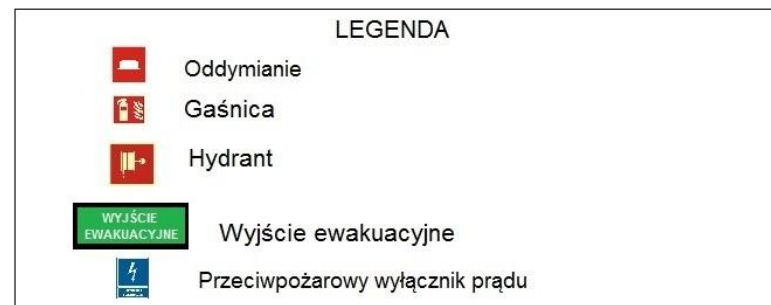 LEGENDA
Oddymianie
Gaśnica
Hydrant
WYJŚCIE
EWAKUACYJNE
Wyjście ewakuacyjne
Przeciwpożarowy wyłącznik prądu